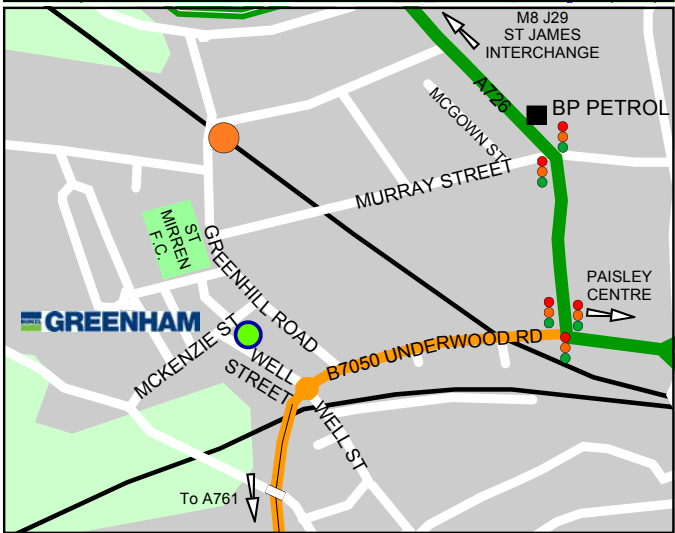 M8 J29
ST JAMES
INTERCHANGE
A726
BP PETROL
MCGOWN ST
MURRAY STREET
ST
MIRREN
F.C.
GREENHILL ROAD
PAISLEY
CENTRE
GREENHAM
MCKENZIE ST
WELL
STREET
B7050 UNDERWOOD RD
WELL ST
To A761